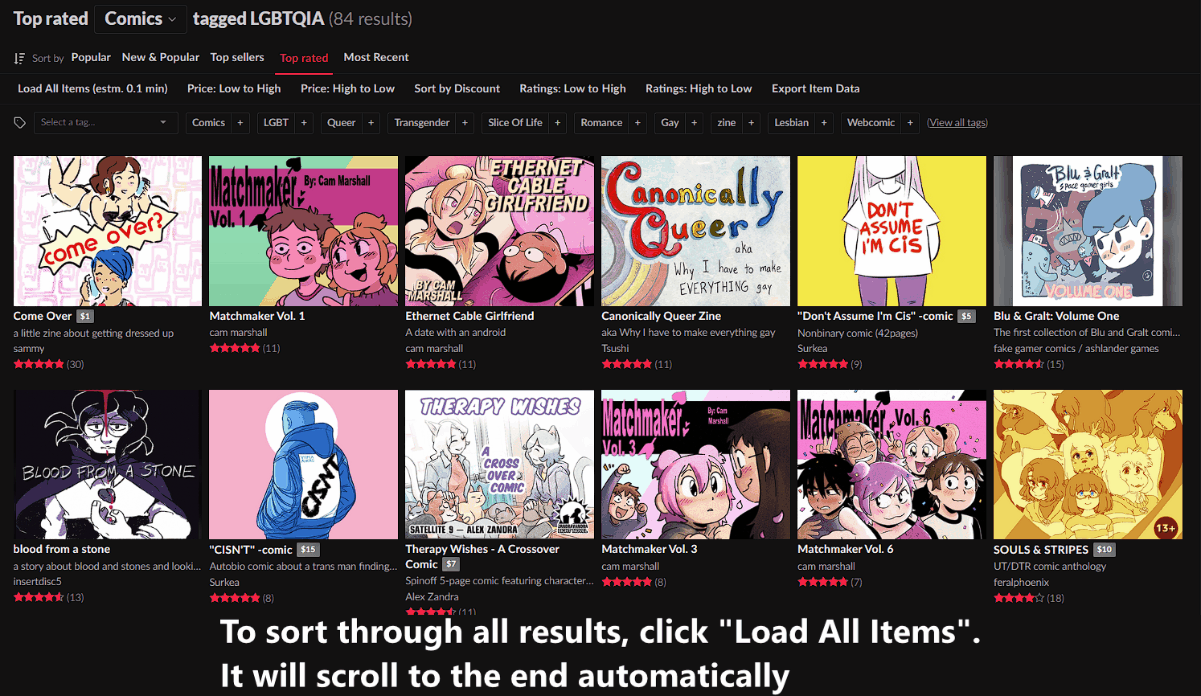 Top rated Comics tagged LGBTQIA (84 results)
Sort by Popular New & Popular Top sellers Top rated Most Recent
Load All Items (estm. 0.1 min) Price: Low to High Price: High to Low Sort by Discount Ratings: Low to High Ratings: High to Low Export Item Data
Select a tag... Comics + LGBT + Queer + Transgender + Slice Of Life + Romance + Gay + zine + Lesbian + Webcomic + (View all tags)
come over?
Matchmaker Vol. 1 By: Cam Marshall
ETHERNET CABLE GIRLFRIEND
BY CAM MARSHALL
Canonically Queer
aka
Why I have to make
EVERYTHING gay
DON'T
ASSUME
I'M CIS
Blu & Gralt
space gamer girls
VOLUME ONE
Come Over $1
a little zine about getting dressed up
sammy
(30)
Matchmaker Vol. 1
cam marshall
(11)
Ethernet Cable Girlfriend
A date with an android
cam marshall
(11)
Canonically Queer Zine
aka Why I have to make everything gay
Tsushi
(11)
"Don't Assume I'm Cis" -comic $5
Nonbinary comic (42pages)
Surkea
(9)
Blu & Gralt: Volume One
The first collection of Blu and Gralt comi...
fake gamer comics / ashlander games
(15)
BLOOD FROM A STONE
CISN'T
THERAPY WISHES
A
CROSS
OVER
COMIC
SATELLITE 9 — ALEX ZANDRA
Matchmaker Vol. 3 By: Cam Marshall
Matchmaker Vol. 6
13+
blood from a stone
a story about blood and stones and looki...
insertdisc5
(13)
"CISN'T" -comic $15
Autobio comic about a trans man finding...
Surkea
(8)
Therapy Wishes - A Crossover
Comic $7
Spinoff 5-page comic featuring character...
Alex Zandra
(11)
Matchmaker Vol. 3
cam marshall
(8)
Matchmaker Vol. 6
cam marshall
(7)
SOULS & STRIPES $10
UT/DTR comic anthology
feralphoenix
(18)
To sort through all results, click "Load All Items".
It will scroll to the end automatically